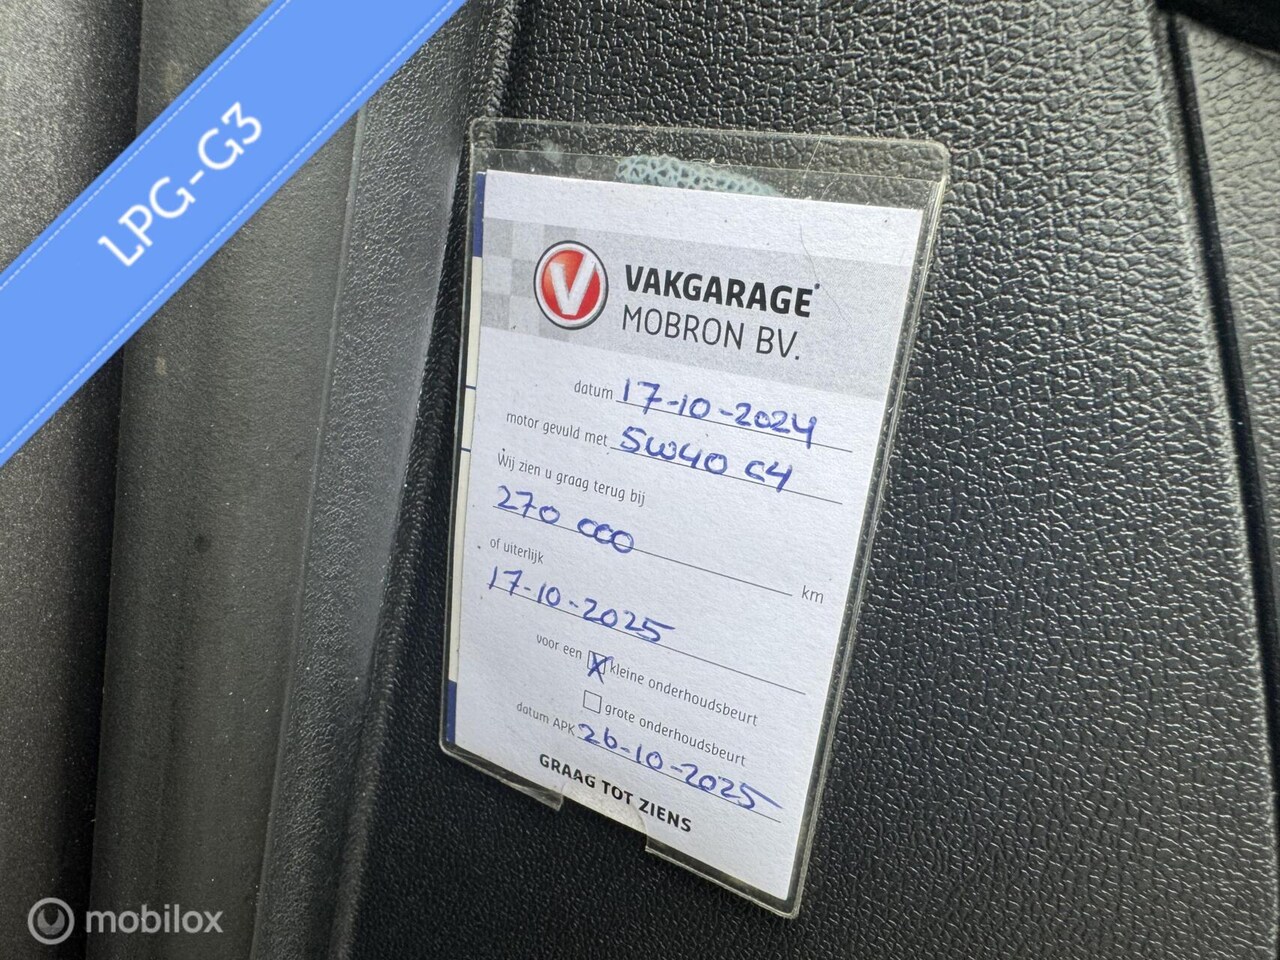 LPG-G3
V
VAKGARAGE
MOBRON BV.
datum 17-10-2024
motor gevuld met 5W40 C4
Wij zien u graag terug bij
270 000 km
of uiterlijk
17-10-2025
voor een kleine onderhoudsbeurt
grote onderhoudsbeurt
datum APK 26-10-2025
GRAAG TOT ZIENS
mobilox